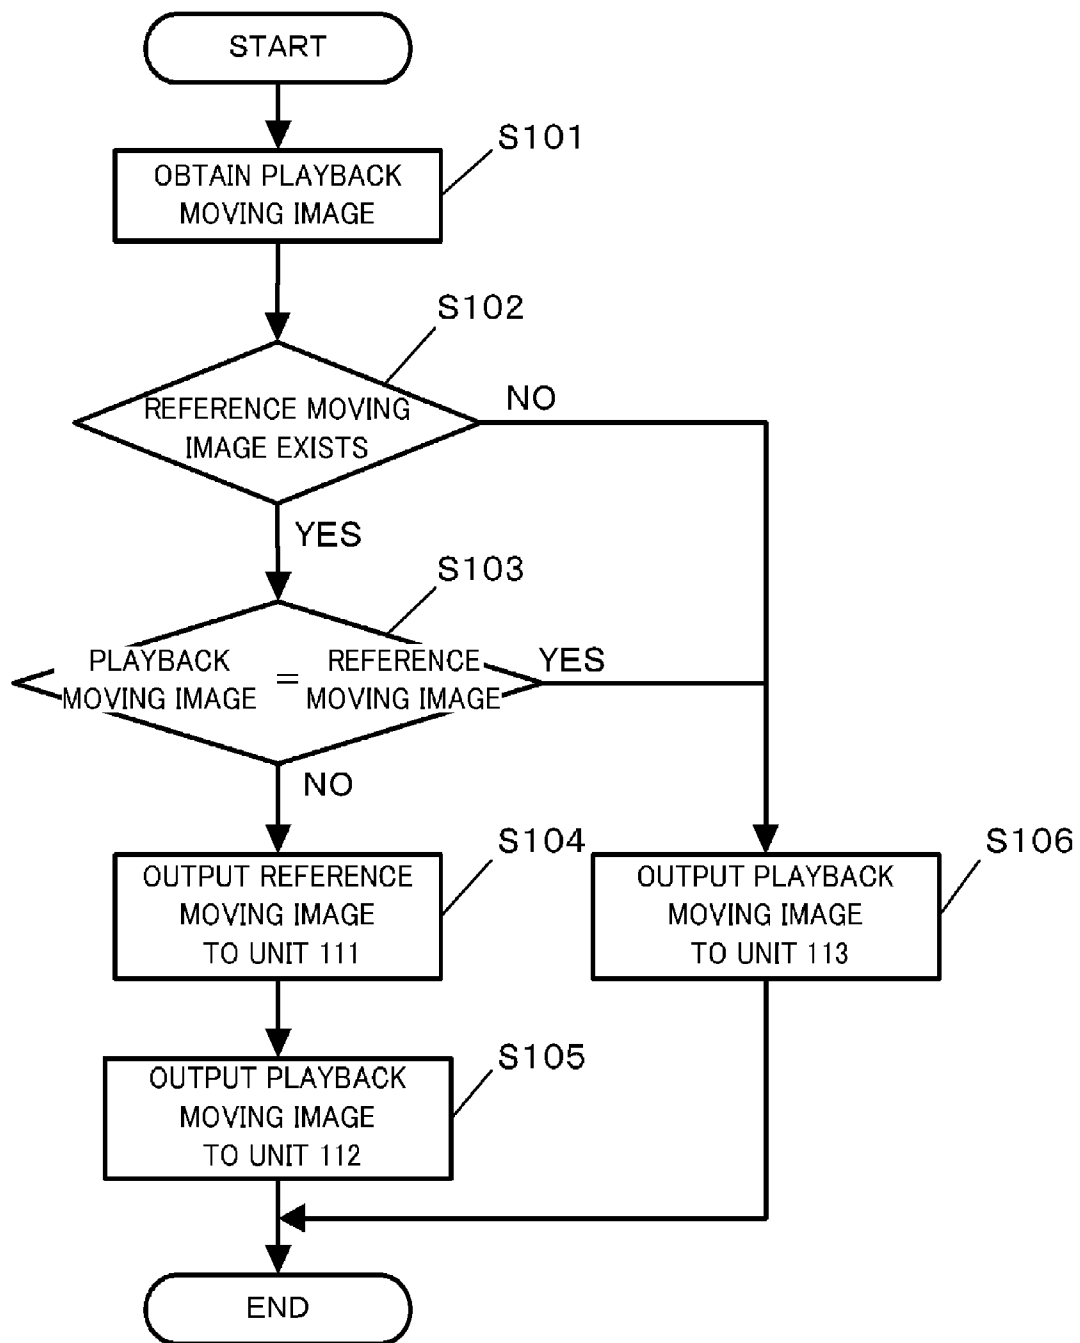 START
S101
OBTAIN PLAYBACK
MOVING IMAGE
S102
REFERENCE MOVING
IMAGE EXISTS
NO
YES
S103
PLAYBACK
MOVING IMAGE
=
REFERENCE
MOVING IMAGE
YES
NO
S104
OUTPUT REFERENCE
MOVING IMAGE
TO UNIT 111
S106
OUTPUT PLAYBACK
MOVING IMAGE
TO UNIT 113
S105
OUTPUT PLAYBACK
MOVING IMAGE
TO UNIT 112
END